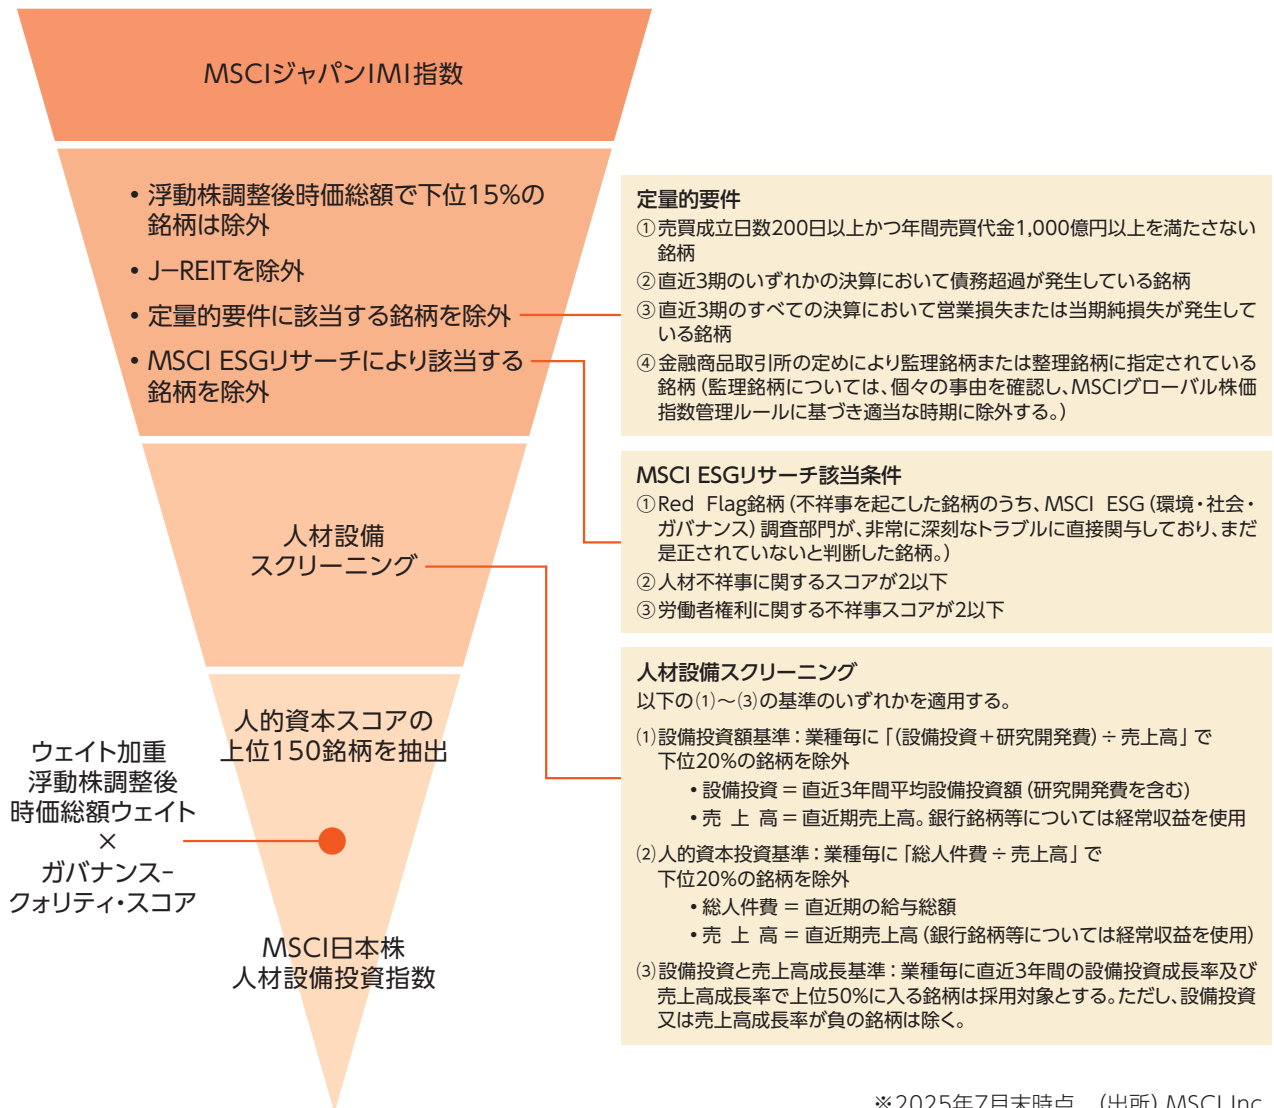 MSCIジャパンIMI指数
• 浮動株調整後時価総額で下位15%の
銘柄は除外
• J−REITを除外
• 定量的要件に該当する銘柄を除外
• MSCI ESGリサーチにより該当する
銘柄を除外
人材設備
スクリーニング
人的資本スコアの
上位150銘柄を抽出
ウェイト加重
浮動株調整後
時価総額ウェイト
×
ガバナンス−
クォリティ・スコア
MSCI日本株
人材設備投資指数
定量的要件
①売買成立日数200日以上かつ年間売買代金1,000億円以上を満たさない
銘柄
②直近3期のいずれかの決算において債務超過が発生している銘柄
③直近3期のすべての決算において営業損失または当期純損失が発生して
いる銘柄
④金融商品取引所の定めにより監理銘柄または整理銘柄に指定されている
銘柄（監理銘柄については、個々の事由を確認し、MSCIグローバル株価
指数管理ルールに基づき適当な時期に除外する。）
MSCI ESGリサーチ該当条件
①Red Flag銘柄（不祥事を起こした銘柄のうち、MSCI ESG（環境・社会・
ガバナンス）調査部門が、非常に深刻なトラブルに直接関与しており、まだ
是正されていないと判断した銘柄。）
②人材不祥事に関するスコアが2以下
③労働者権利に関する不祥事スコアが2以下
人材設備スクリーニング
以下の⑴～⑶の基準のいずれかを適用する。
⑴設備投資額基準：業種毎に「（設備投資＋研究開発費）÷売上高」で
下位20%の銘柄を除外
• 設備投資 = 直近3年間平均設備投資額（研究開発費を含む）
• 売 上 高 = 直近期売上高。銀行銘柄等については経常収益を使用
⑵人的資本投資基準：業種毎に「総人件費÷売上高」で
下位20%の銘柄を除外
• 総人件費 = 直近期の給与総額
• 売 上 高 = 直近期売上高（銀行銘柄等については経常収益を使用）
⑶設備投資と売上高成長基準：業種毎に直近3年間の設備投資成長率及び
売上高成長率で上位50%に入る銘柄は採用対象とする。ただし、設備投資
又は売上高成長率が負の銘柄は除く。
※2025年7月末時点 （出所）MSCI Inc.